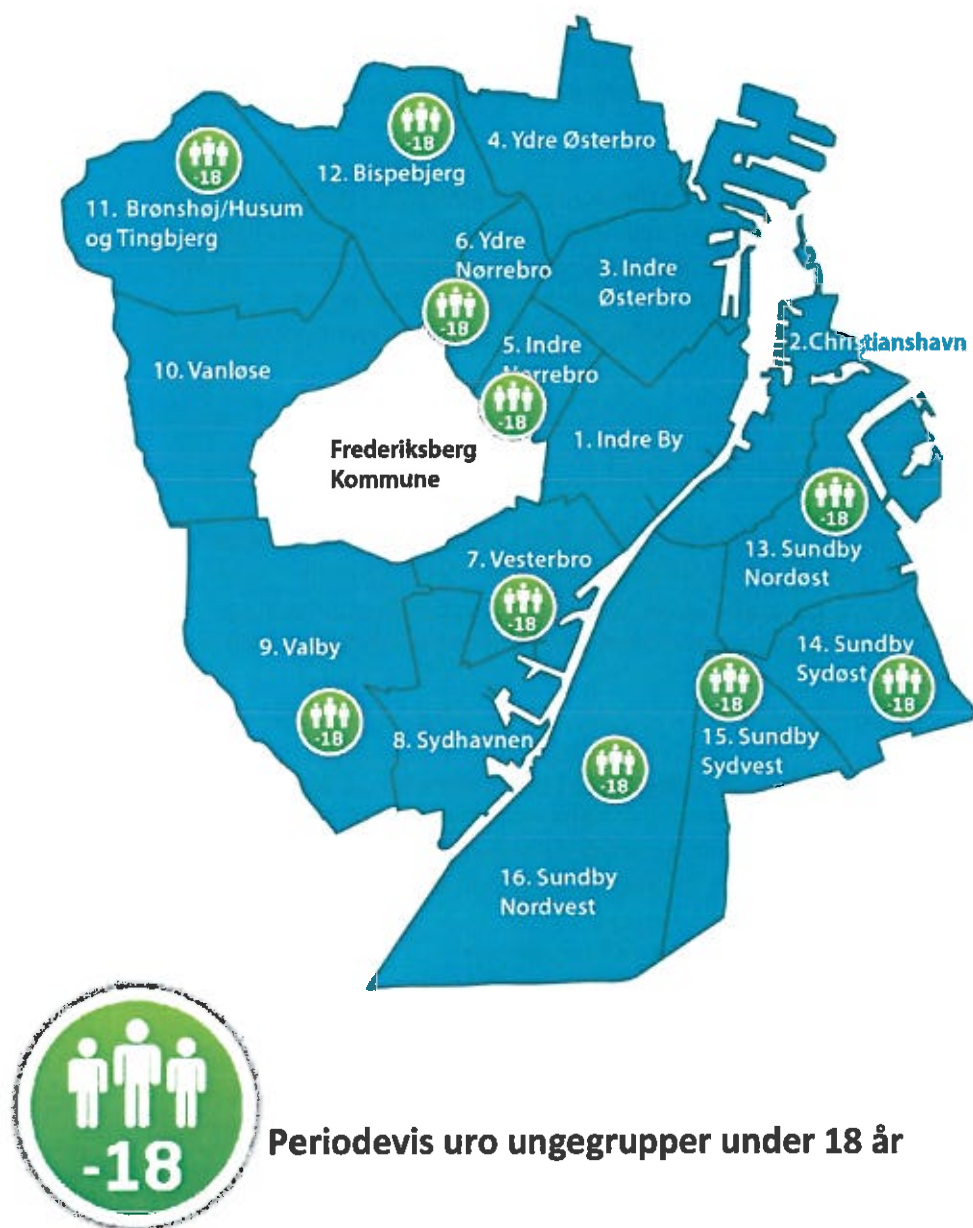 4. Ydre Østerbro
-18
12. Bispebjerg
-18
11. Brønshøj/Husum
og Tingbjerg
6. Ydre
Nørrebro
-18
3. Indre
Østerbro
2.Christianshavn
5. Indre
Nørrebro
-18
10. Vanløse
1. Indre By
Frederiksberg
Kommune
-18
13. Sundby
Nordøst
7. Vesterbro
-18
9. Valby
-18
14. Sundby
Sydøst
-18
-18
15. Sundby
Sydvest
8. Sydhavnen
-18
16. Sundby
Nordvest
-18
Periodevis uro ungegrupper under 18 år